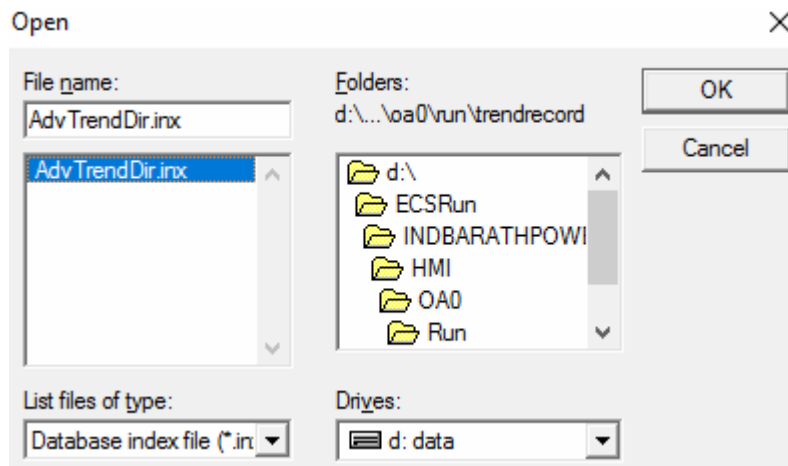 Open
File name:
AdvTrendDir.inx
AdvTrendDir.inx
List files of type:
Database index file (*.in
Folders:
d:\...\oa0\run\trendrecord
d:\
ECSRun
INDBARATHPOWE
HMI
OA0
Run
Drives:
d: data
OK
Cancel